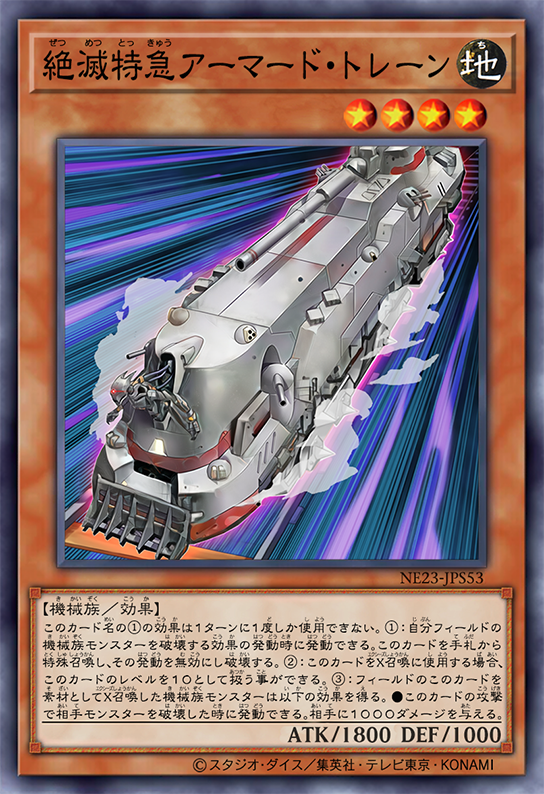 絶滅特急アーマード・トレーン
地
NE23-JPS53
【機械族/効果】
このカード名の①の効果は1ターンに1度しか使用できない。①:自分フィールドの
機械族モンスターを破壊する効果の発動時に発動できる。このカードを手札から
特殊召喚し、その発動を無効にし破壊する。②:このカードをX召喚に使用する場合、
このカードのレベルを10として扱う事ができる。③:フィールドのこのカードを
素材としてX召喚した機械族モンスターは以下の効果を得る。●このカードの攻撃
で相手モンスターを破壊した時に発動できる。相手に1000ダメージを与える。
ATK/1800 DEF/1000
©スタジオ・ダイス/集英社・テレビ東京・KONAMI